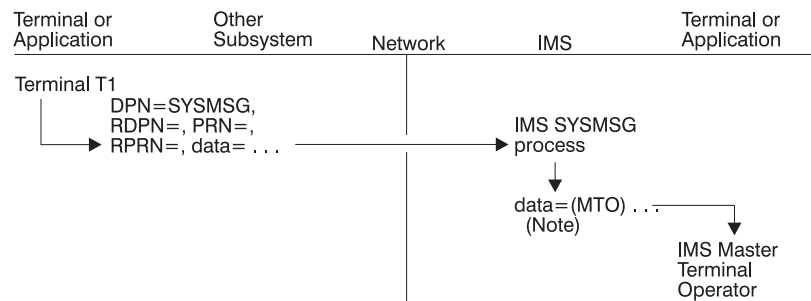 Terminal or Application
Other Subsystem
Network
IMS
Terminal or Application
Terminal T1
DPN=SYSMSG,
RDPN=, PRN=,
RPRN=, data= . . .
IMS SYSMSG
process
data=(MTO) . . .
(Note)
IMS Master
Terminal
Operator